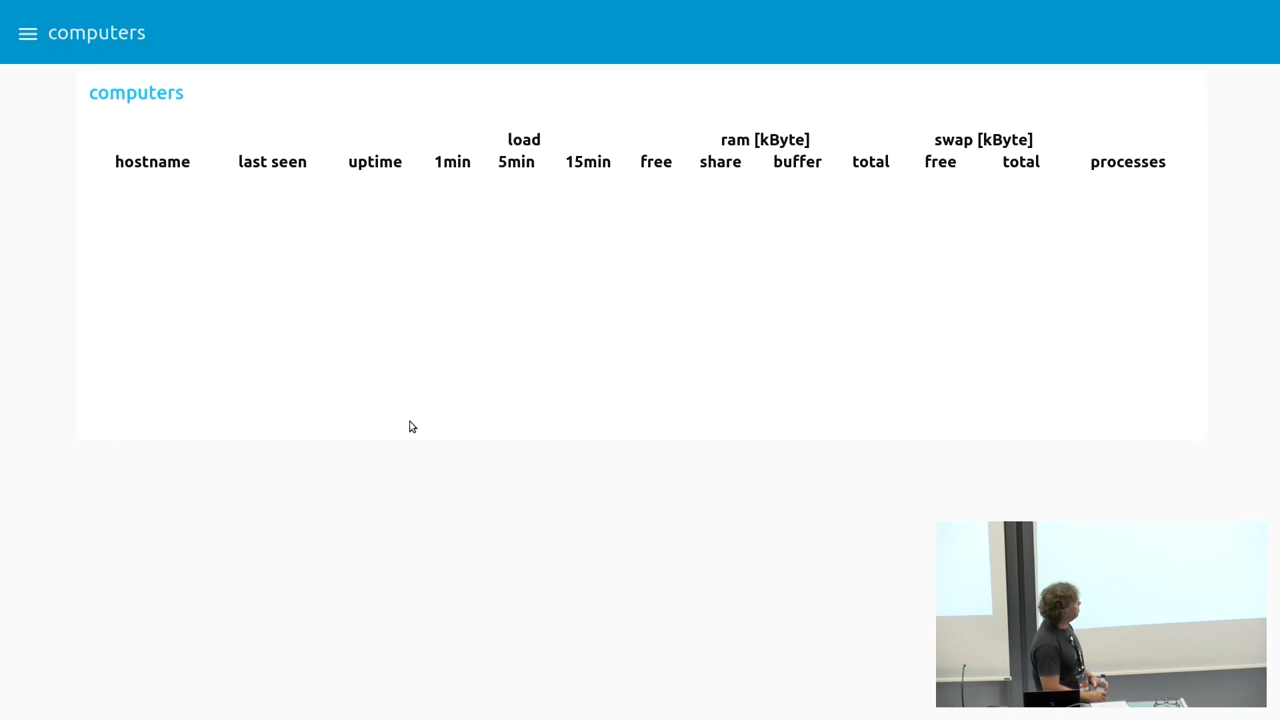 computers
computers
load ram [kByte] swap [kByte]
hostname last seen uptime 1min 5min 15min free share buffer total free total processes